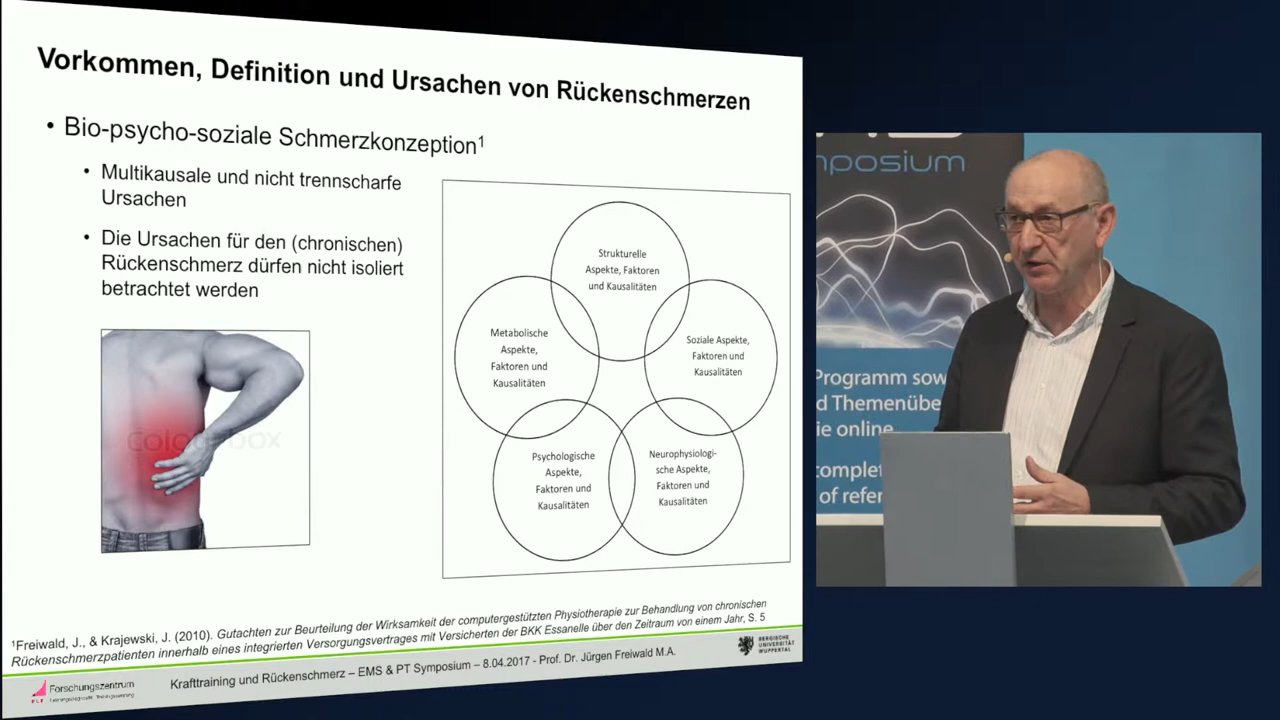 Vorkommen, Definition und Ursachen von Rückenschmerzen
• Bio-psycho-soziale Schmerzkonzeption¹
• Multikausale und nicht trennscharfe
Ursachen
• Die Ursachen für den (chronischen)
Rückenschmerz dürfen nicht isoliert
betrachtet werden
Strukturelle
Aspekte, Faktoren
und Kausalitäten
Metabolische
Aspekte,
Faktoren und
Kausalitäten
Soziale Aspekte,
Faktoren und
Kausalitäten
Psychologische
Aspekte,
Faktoren und
Kausalitäten
Neurophysiologi-
sche Aspekte,
Faktoren und
Kausalitäten
¹Freiwald, J., & Krajewski, J. (2010). Gutachten zur Beurteilung der Wirksamkeit der computergestützten Physiotherapie zur Behandlung von chronischen
Rückenschmerzpatienten innerhalb eines integrierten Versorgungsvertrages mit Versicherten der BKK Essanelle über den Zeitraum von einem Jahr, S. 5
Forschungszentrum
Krafttraining und Rückenschmerz – EMS & PT Symposium – 8.04.2017 - Prof. Dr. Jürgen Freiwald M.A.
BERGISCHE
UNIVERSITÄT
WUPPERTAL
mposium
Programm sow
d Themenübe
ie online
complet
of refer